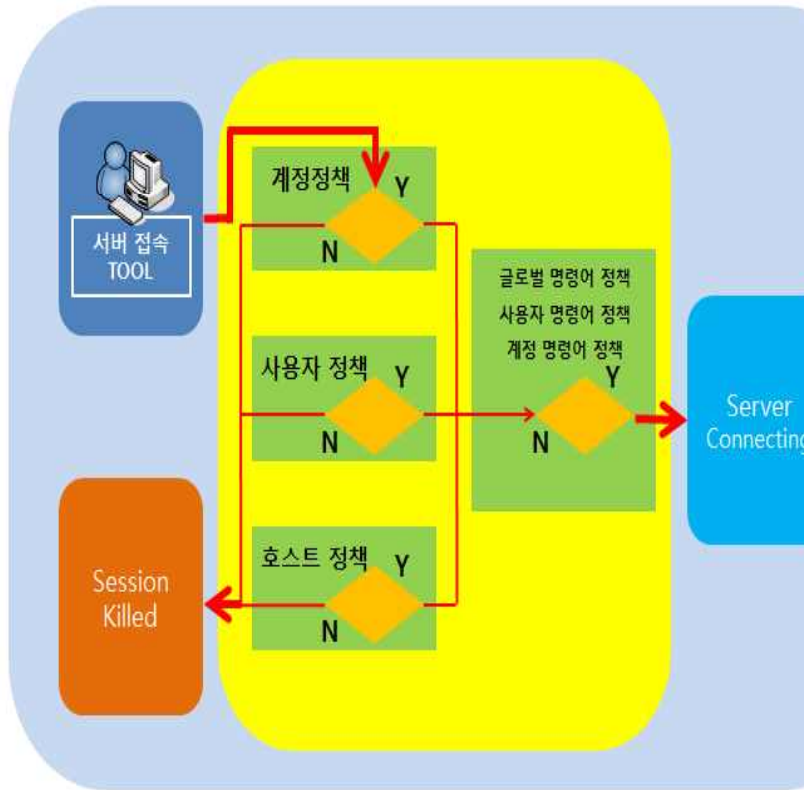 서버 접속
TOOL
계정정책
Y
N
사용자 정책
Y
N
호스트 정책
Y
N
글로벌 명령어 정책
사용자 명령어 정책
계정 명령어 정책
Y
N
Server
Connecting
Session
Killed